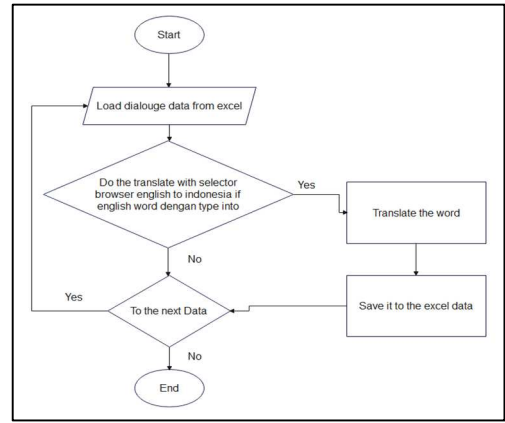 Start
Load dialouge data from excel
Do the translate with selector
browser english to indonesia if
english word dengan type into
Yes
Translate the word
No
Save it to the excel data
Yes
To the next Data
No
End